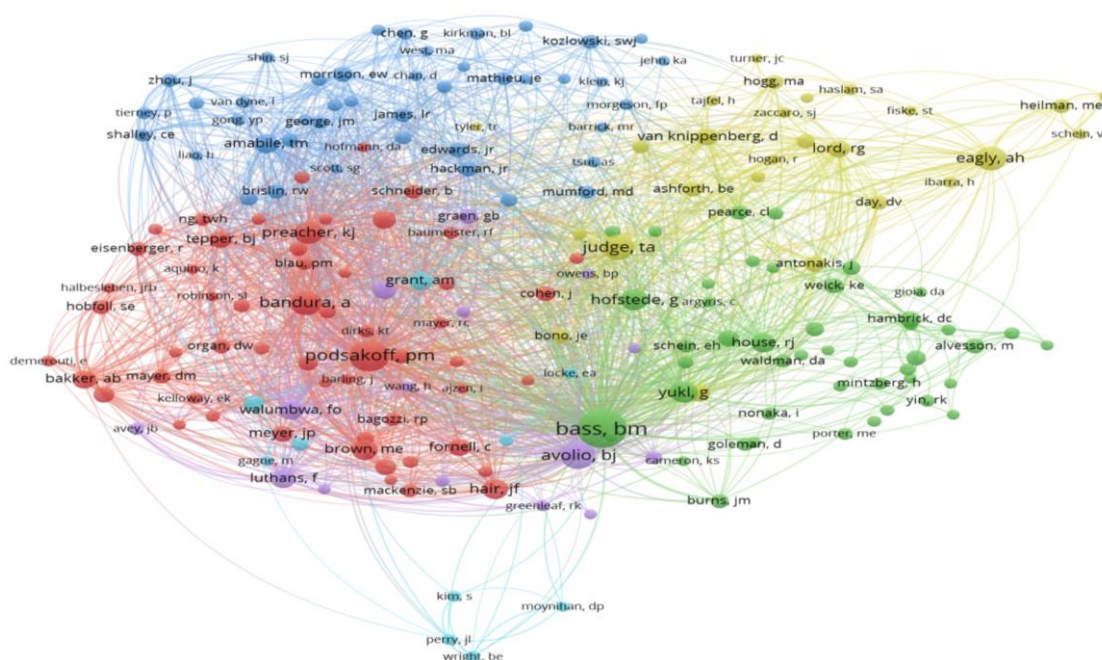 chen, g
kirkman, bl
west, ma
kozlowski, swj
shin, sj
chan, d
jehn, ka
turner, jc
zhou, j
morrison, ew
mathieu, je
klein, kj
hogg, ma
haslam, sa
tierney, p
van dyne, l
gong, yp
george, jm
james, lr
morgeson, fp
tajfel, h
zaccaro, sj
fiske, st
heilman, me
shalley, ce
tyler, tr
barrick, mr
van knippenberg, d
schein, v
amabile, tm
hofmann, da
edwards, jr
lord, rg
liao, h
scott, sg
hackman, jr
tsui, as
hogan, r
eagly, ah
brislin, rw
schneider, b
mumford, md
ashforth, be
ibarra, h
day, dv
ng, twh
graen, gb
pearce, cl
tepper, bj
preacher, kj
baumeister, rf
eisenberger, r
judge, ta
blau, pm
antonakis, j
aquino, k
grant, am
owens, bp
weick, ke
halbesleben, jrb
robinson, sl
cohen, j
gioia, da
hobfoll, se
bandura, a
hofstede, g
argyris, c
hambrick, dc
dirks, kt
mayer, rc
bono, je
organ, dw
schein, eh
house, rj
alvesson, m
demerouti, e
podsakoff, pm
waldman, da
bakker, ab
mayer, dm
barling, j
wang, h
ajzen, i
locke, ea
mintzberg, h
kelloway, ek
yukl, g
yin, rk
walumbwa, fo
nonaka, i
bagozzi, rp
avey, jb
meyer, jp
bass, bm
porter, me
brown, me
fornell, c
goleman, d
gagne, m
avolio, bj
cameron, ks
luthans, f
mackenzie, sb
hair, jf
burns, jm
greenleaf, rk
kim, s
moynihan, dp
perry, jl
wright, be